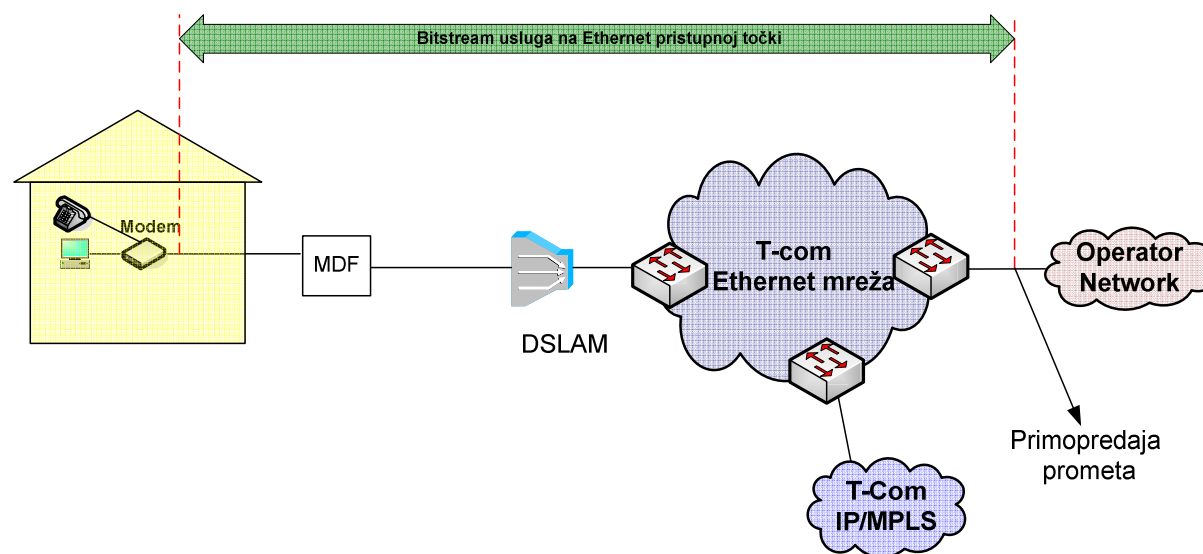 Bitstream usluga na Ethernet pristupnoj točki
Modem
MDF
DSLAM
T-com
Ethernet mreža
Operator
Network
Primopredaja
prometa
T-Com
IP/MPLS